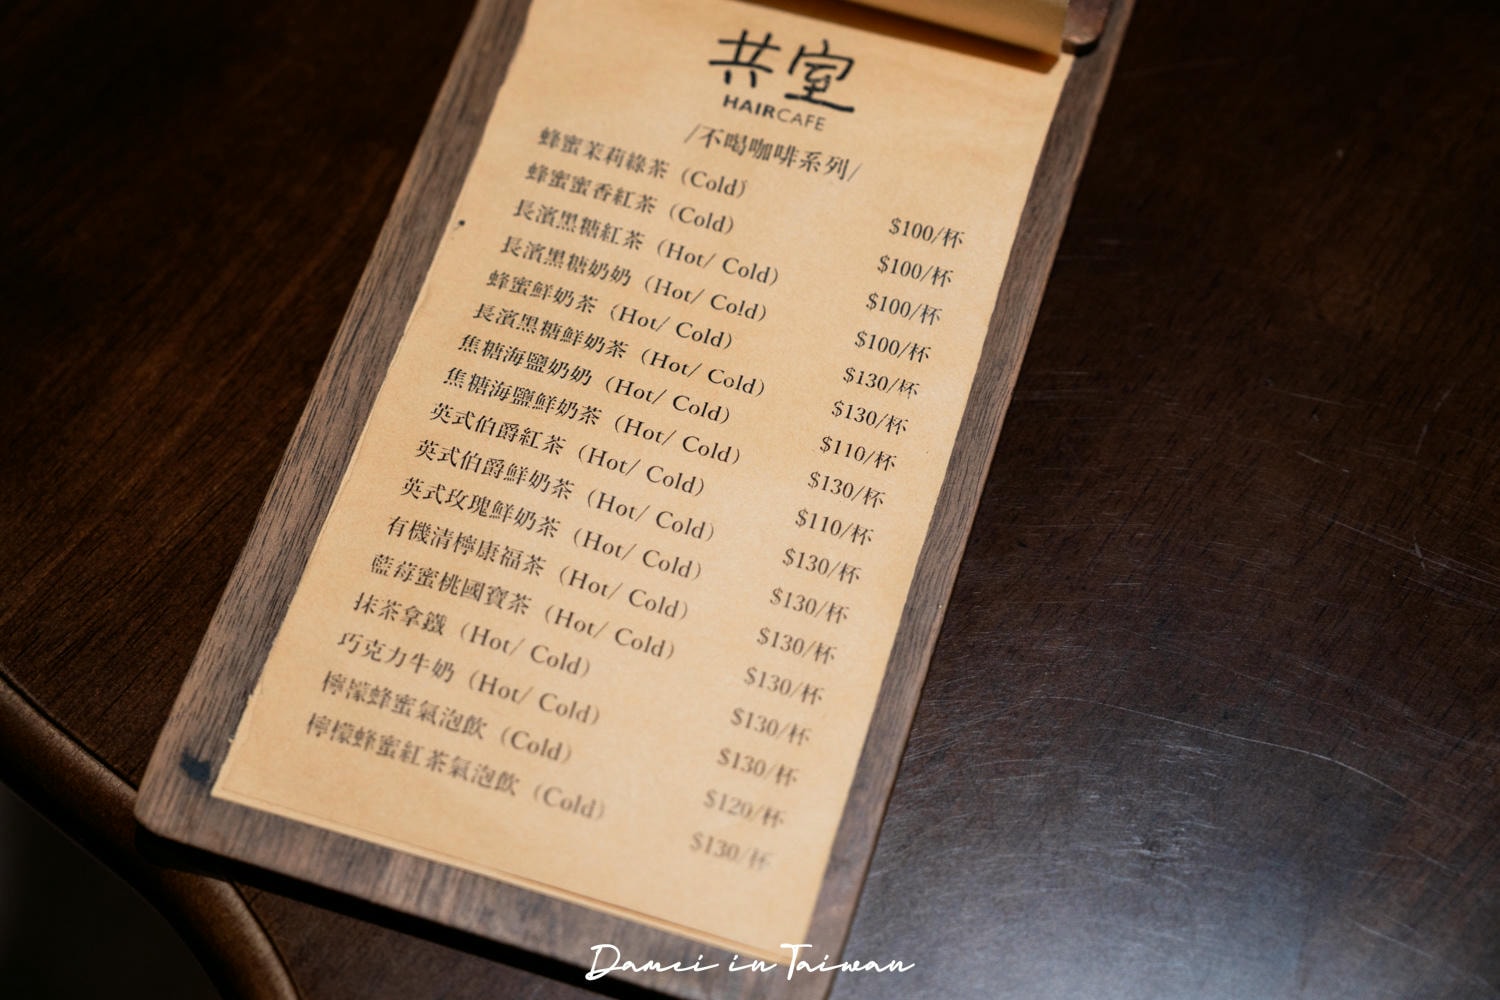 共室
HAIRCAFE
/不喝咖啡系列/
蜂蜜茉莉綠茶（Cold） $100/杯
蜂蜜蜜香紅茶（Cold） $100/杯
長濱黑糖紅茶（Hot/ Cold） $100/杯
長濱黑糖奶奶（Hot/ Cold） $100/杯
蜂蜜鮮奶茶（Hot/ Cold） $130/杯
長濱黑糖鮮奶茶（Hot/ Cold） $130/杯
焦糖海鹽奶奶（Hot/ Cold） $110/杯
焦糖海鹽鮮奶茶（Hot/ Cold） $130/杯
英式伯爵紅茶（Hot/ Cold） $110/杯
英式伯爵鮮奶茶（Hot/ Cold） $130/杯
英式玫瑰鮮奶茶（Hot/ Cold） $130/杯
有機清檸康福茶（Hot/ Cold） $130/杯
藍莓蜜桃國寶茶（Hot/ Cold） $130/杯
抹茶拿鐵（Hot/ Cold） $130/杯
巧克力牛奶（Hot/ Cold） $130/杯
檸檬蜂蜜氣泡飲（Cold） $120/杯
檸檬蜂蜜紅茶氣泡飲（Cold） $130/杯
Damei in Taiwan